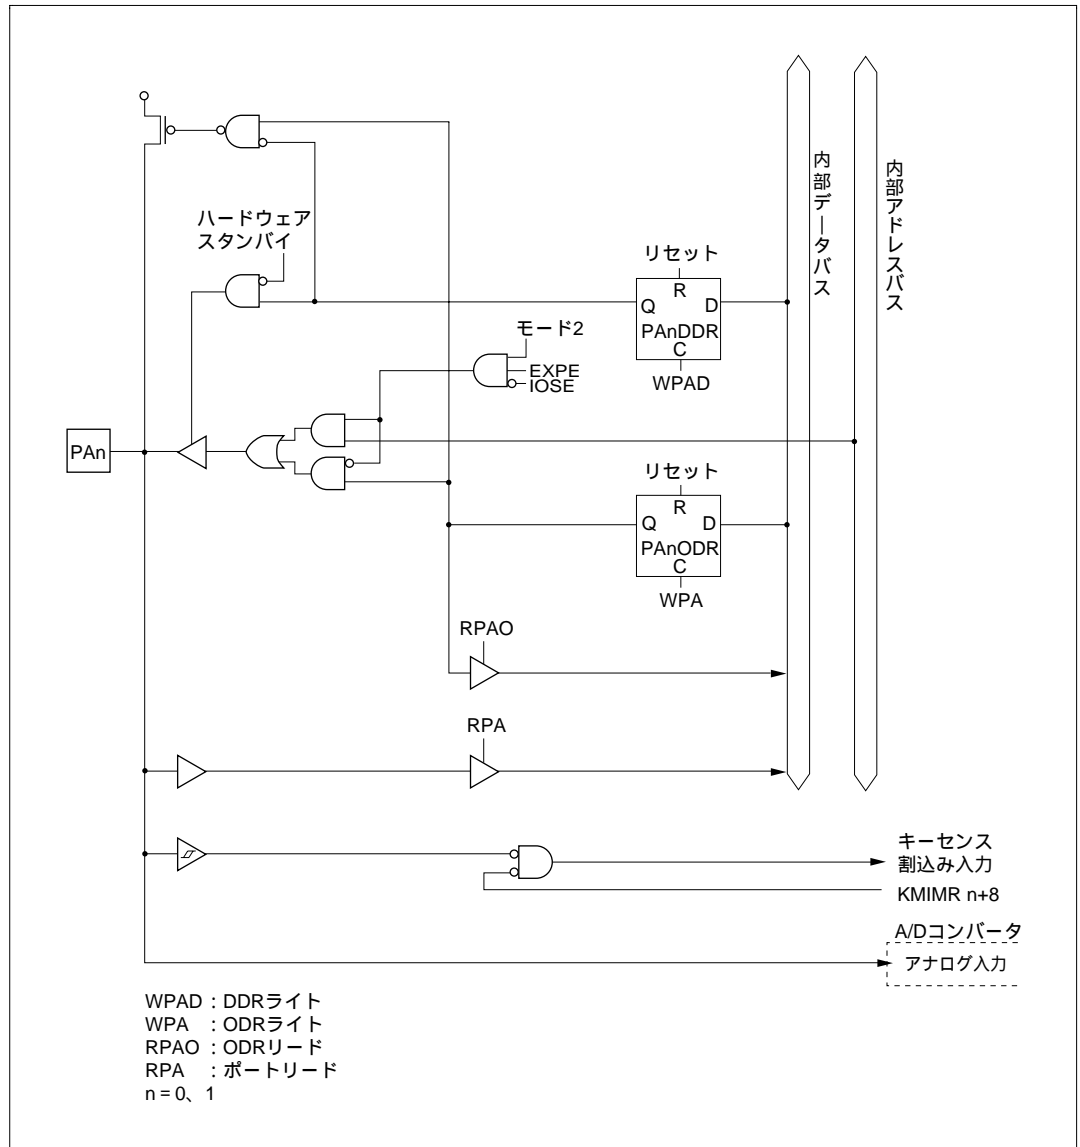 ハードウェア
スタンバイ
内部データバス
内部アドレスバス
リセット
R
Q
D
PAnDDR
C
WPAD
モード2
EXPE
IOSE
PAn
リセット
R
Q
D
PAnODR
C
WPA
RPAO
RPA
キーセンス
割込み入力
KMIMR n+8
A/Dコンバータ
アナログ入力
WPAD : DDRライト
WPA : ODRライト
RPAO : ODRリード
RPA : ポートリード
n = 0、1